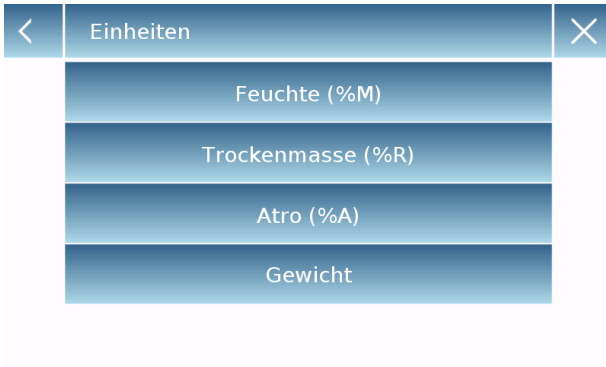 Einheiten
Feuchte (%M)
Trockenmasse (%R)
Atro (%A)
Gewicht